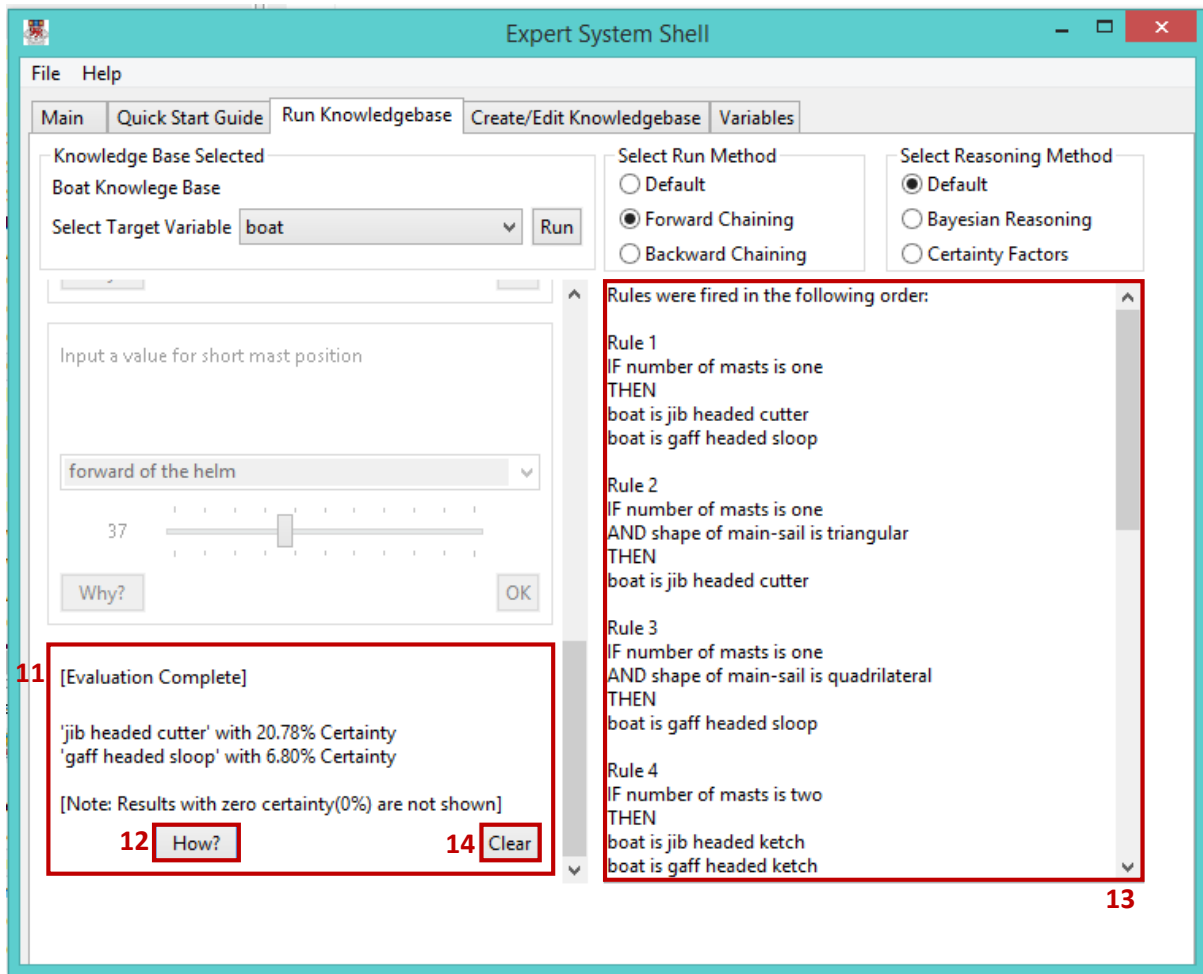 Expert System Shell
File Help
Main Quick Start Guide Run Knowledgebase Create/Edit Knowledgebase Variables
Knowledge Base Selected
Boat Knowlege Base
Select Target Variable boat Run
Select Run Method
Default
Forward Chaining
Backward Chaining
Select Reasoning Method
Default
Bayesian Reasoning
Certainty Factors
Input a value for short mast position
forward of the helm
37
Why? OK
11
[Evaluation Complete]
'jib headed cutter' with 20.78% Certainty
'gaff headed sloop' with 6.80% Certainty
[Note: Results with zero certainty(0%) are not shown]
12 How? 14 Clear
Rules were fired in the following order:
Rule 1
IF number of masts is one
THEN
boat is jib headed cutter
boat is gaff headed sloop
Rule 2
IF number of masts is one
AND shape of main-sail is triangular
THEN
boat is jib headed cutter
Rule 3
IF number of masts is one
AND shape of main-sail is quadrilateral
THEN
boat is gaff headed sloop
Rule 4
IF number of masts is two
THEN
boat is jib headed ketch
boat is gaff headed ketch
13